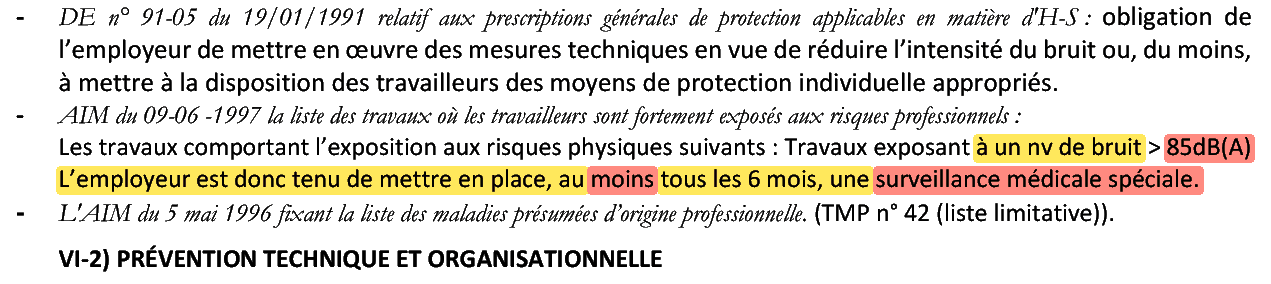 - DE n° 91-05 du 19/01/1991 relatif aux prescriptions générales de protection applicables en matière d'H-S : obligation de
l’employeur de mettre en œuvre des mesures techniques en vue de réduire l’intensité du bruit ou, du moins,
à mettre à la disposition des travailleurs des moyens de protection individuelle appropriés.
- AIM du 09-06 -1997 la liste des travaux où les travailleurs sont fortement exposés aux risques professionnels :
Les travaux comportant l’exposition aux risques physiques suivants : Travaux exposant à un nv de bruit > 85dB(A)
L’employeur est donc tenu de mettre en place, au moins tous les 6 mois, une surveillance médicale spéciale.
- L'AIM du 5 mai 1996 fixant la liste des maladies présumées d’origine professionnelle. (TMP n° 42 (liste limitative)).
VI-2) PRÉVENTION TECHNIQUE ET ORGANISATIONNELLE